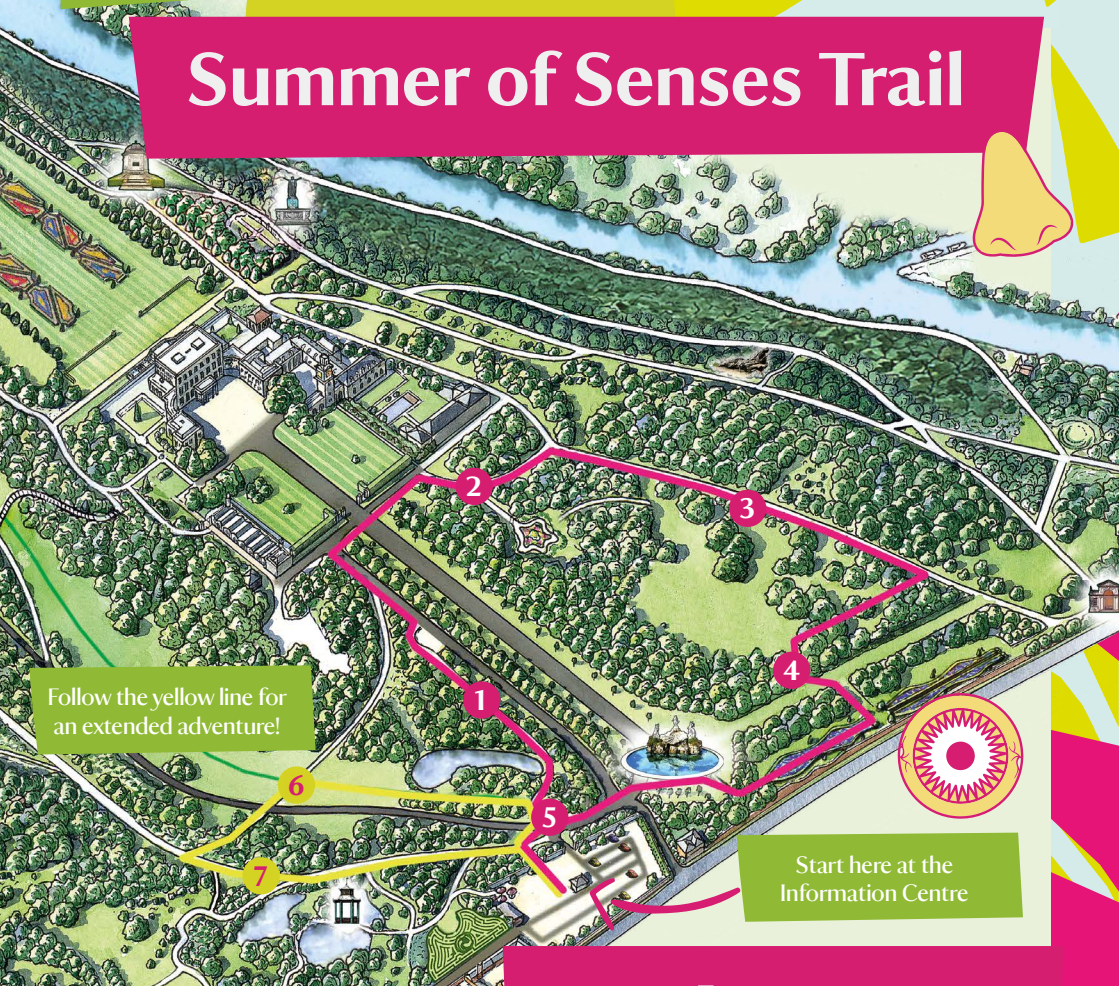 Summer of Senses Trail
2
3
4
1
Follow the yellow line for
an extended adventure!
6
5
7
Start here at the
Information Centre